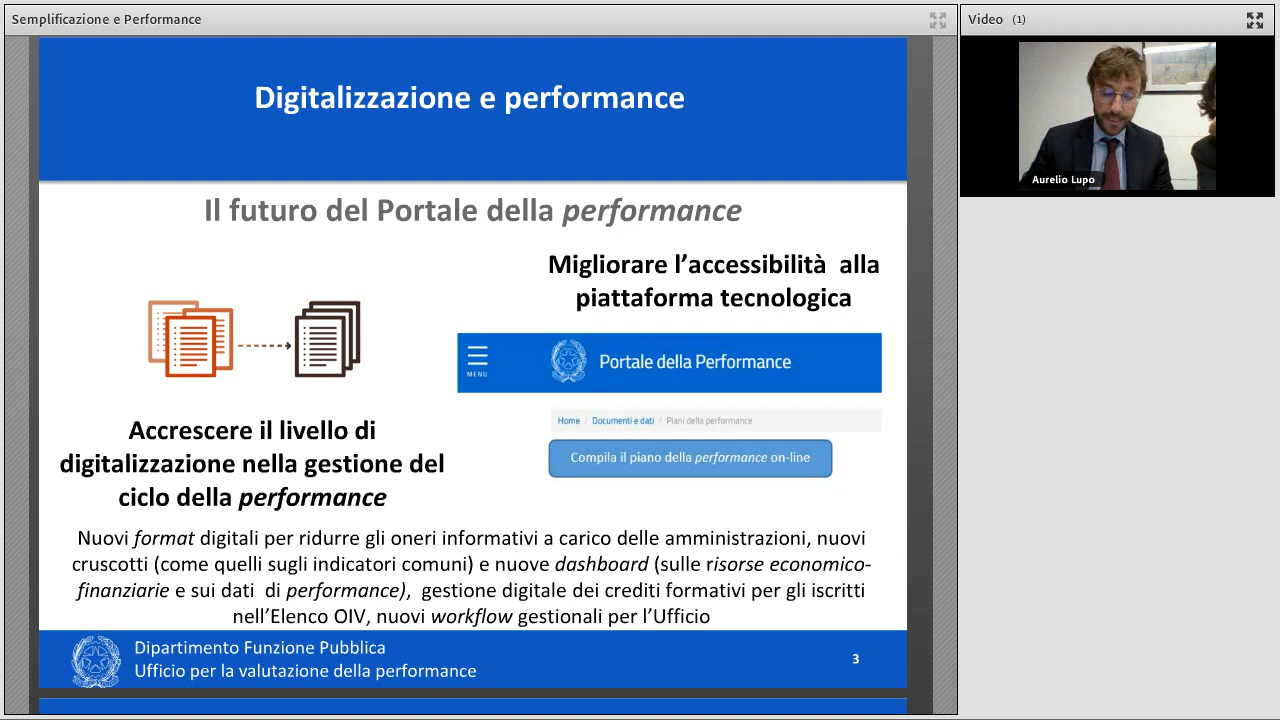 Semplificazione e Performance
Video (1)
Aurelio Lupo
Digitalizzazione e performance
Il futuro del Portale della performance
Migliorare l’accessibilità alla
piattaforma tecnologica
MENU
Portale della Performance
Home / Documenti e dati / Piani della performance
Compila il piano della performance on-line
Accrescere il livello di
digitalizzazione nella gestione del
ciclo della performance
Nuovi format digitali per ridurre gli oneri informativi a carico delle amministrazioni, nuovi
cruscotti (come quelli sugli indicatori comuni) e nuove dashboard (sulle risorse economico-
finanziarie e sui dati di performance), gestione digitale dei crediti formativi per gli iscritti
nell’Elenco OIV, nuovi workflow gestionali per l’Ufficio
Dipartimento Funzione Pubblica
Ufficio per la valutazione della performance
3